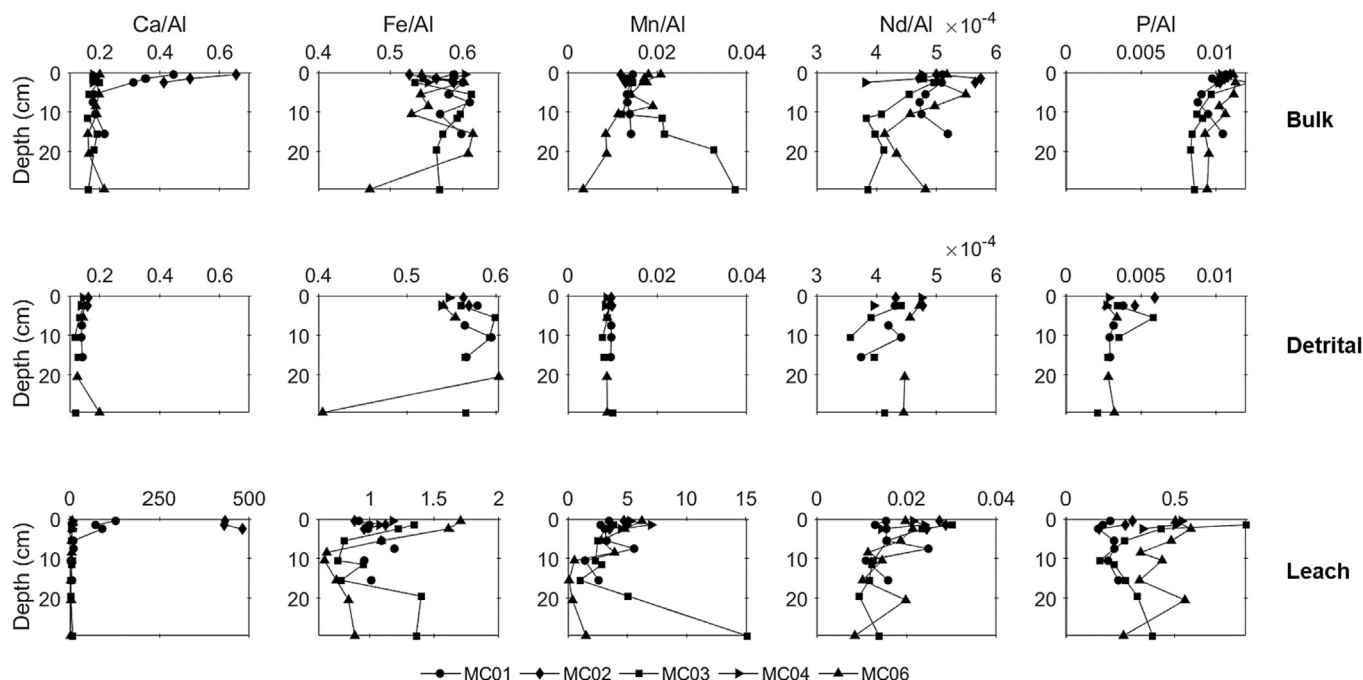 Ca/Al Fe/Al Mn/Al Nd/Al ×10⁻⁴ P/Al
0.2 0.4 0.6 0.4 0.5 0.6 0 0.02 0.04 3 4 5 6 0 0.005 0.01
0
10
20
Depth (cm)
Bulk
×10⁻⁴
0.2 0.4 0.6 0.4 0.5 0.6 0 0.02 0.04 3 4 5 6 0 0.005 0.01
0
10
20
Depth (cm)
Detrital
0 250 500 1 1.5 2 0 5 10 15 0 0.02 0.04 0 0.5
0
10
20
Depth (cm)
Leach
MC01 MC02 MC03 MC04 MC06